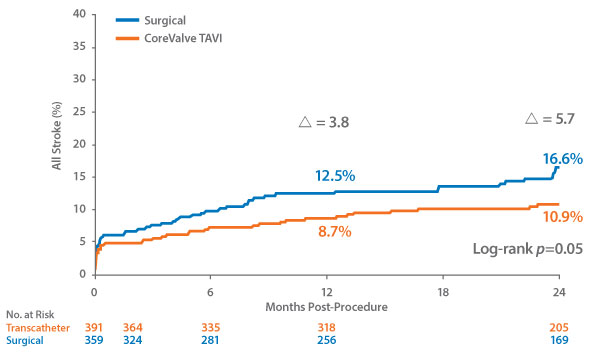 Surgical
CoreValve TAVI
All Stroke (%)
40
35
30
25
20
15
10
5
0
△ = 3.8
△ = 5.7
12.5%
16.6%
8.7%
10.9%
Log-rank p=0.05
0 6 12 18 24
Months Post-Procedure
No. at Risk
Transcatheter 391 364 335 318 205
Surgical 359 324 281 256 169